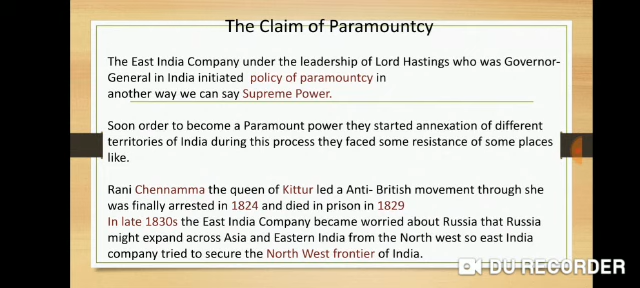 The Claim of Paramountcy
The East India Company under the leadership of Lord Hastings who was Governor-
General in India initiated policy of paramountcy in
another way we can say Supreme Power.
Soon order to become a Paramount power they started annexation of different
territories of India during this process they faced some resistance of some places
like.
Rani Chennamma the queen of Kittur led a Anti- British movement through she
was finally arrested in 1824 and died in prison in 1829
In late 1830s the East India Company became worried about Russia that Russia
might expand across Asia and Eastern India from the North west so east India
company tried to secure the North West frontier of India.
DU RECORDER